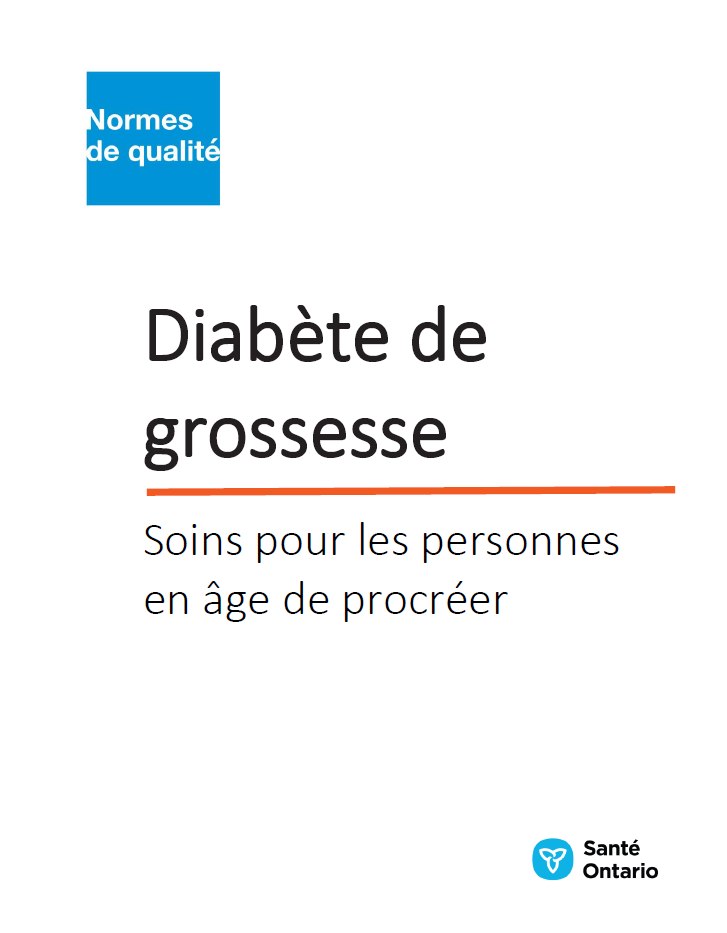 Normes
de qualité
Diabète de
grossesse
Soins pour les personnes
en âge de procréer
Santé
Ontario